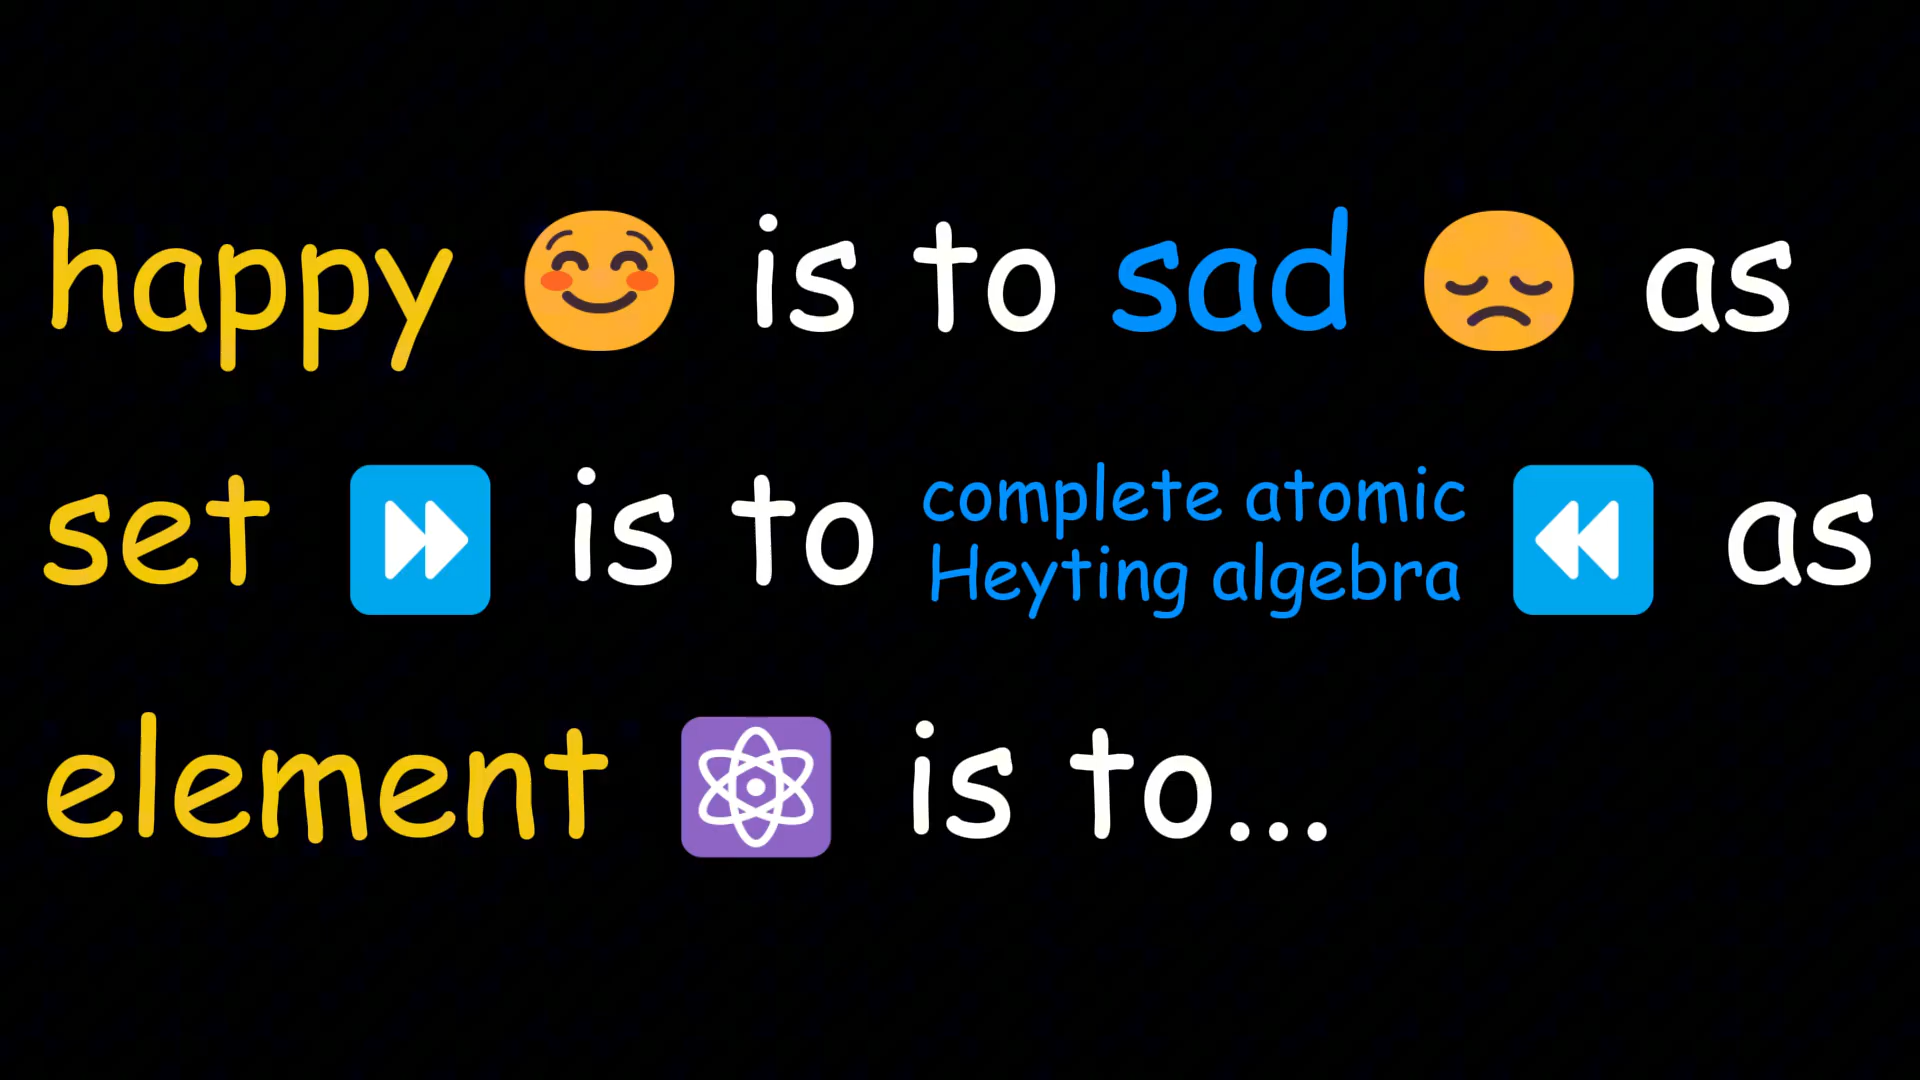 happy 😊 is to sad 😞 as
set ⏩ is to complete atomic Heyting algebra ⏪ as
element ⚛ is to...